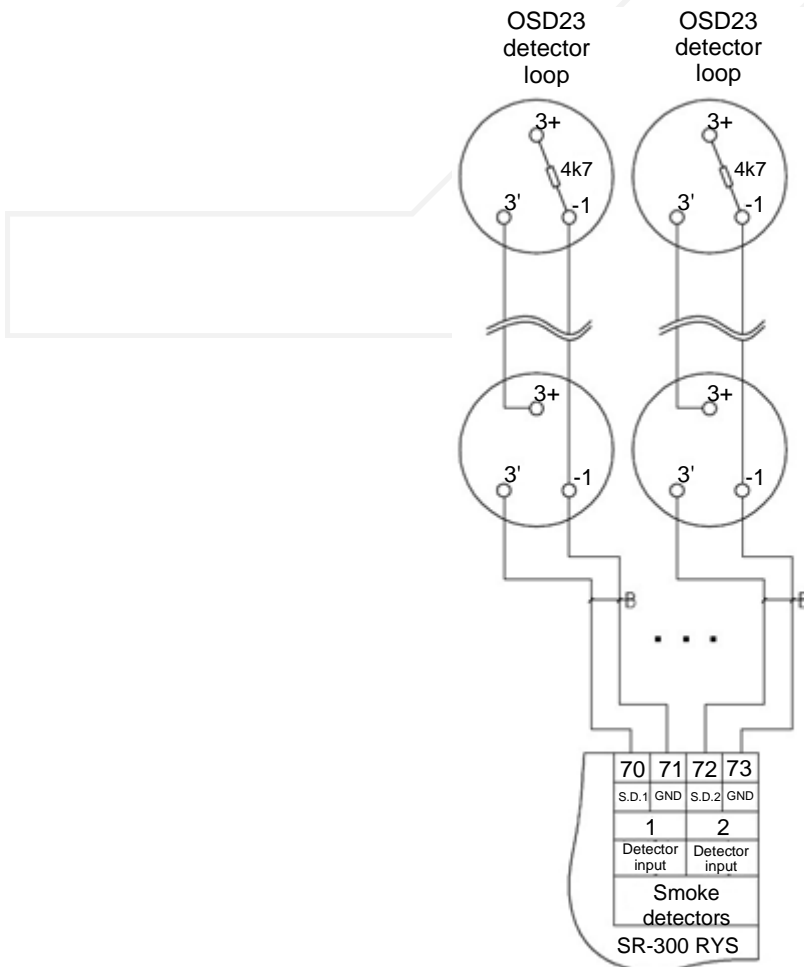 OSD23
detector
loop
OSD23
detector
loop
3+
4k7
3'
-1
3+
4k7
3'
-1
3+
3'
-1
3+
3'
-1
B
B
70 71 72 73
S.D.1 GND S.D.2 GND
1 2
Detector
input
Detector
input
Smoke
detectors
SR-300 RYS